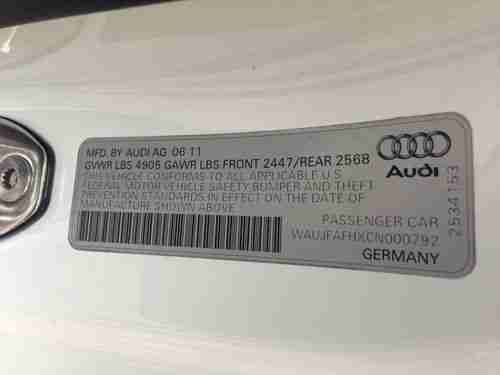 MFD. BY AUDI AG 06 11
GVWR LBS 4905 GAWR LBS FRONT 2447/REAR 2568
THIS VEHICLE CONFORMS TO ALL APPLICABLE U.S.
FEDERAL MOTOR VEHICLE SAFETY, BUMPER AND THEFT
PREVENTION STANDARDS IN EFFECT ON THE DATE OF
MANUFACTURE SHOWN ABOVE.
PASSENGER CAR
WAUJFAFHXCN000792
GERMANY
Audi
2534153